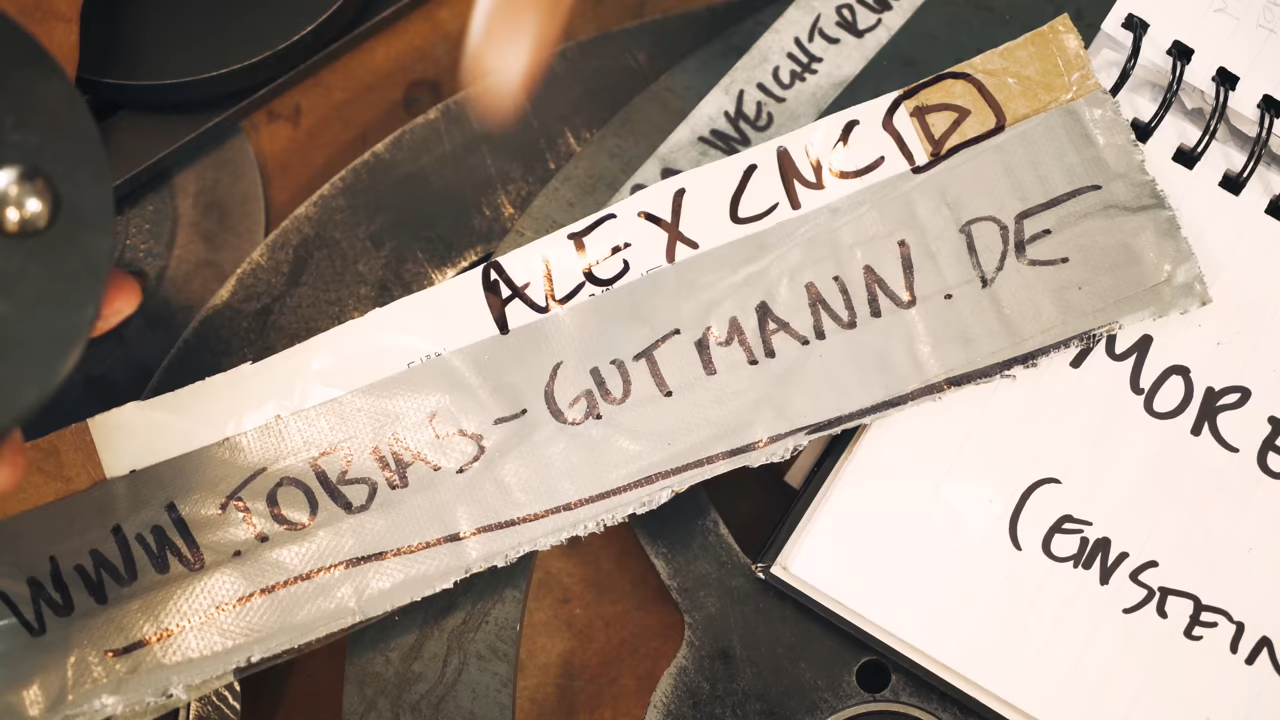 WEIGHTRI
ALEX CNC D
WWW.TOBIAS-GUTMANN.DE
MORE
(EINSTEIN